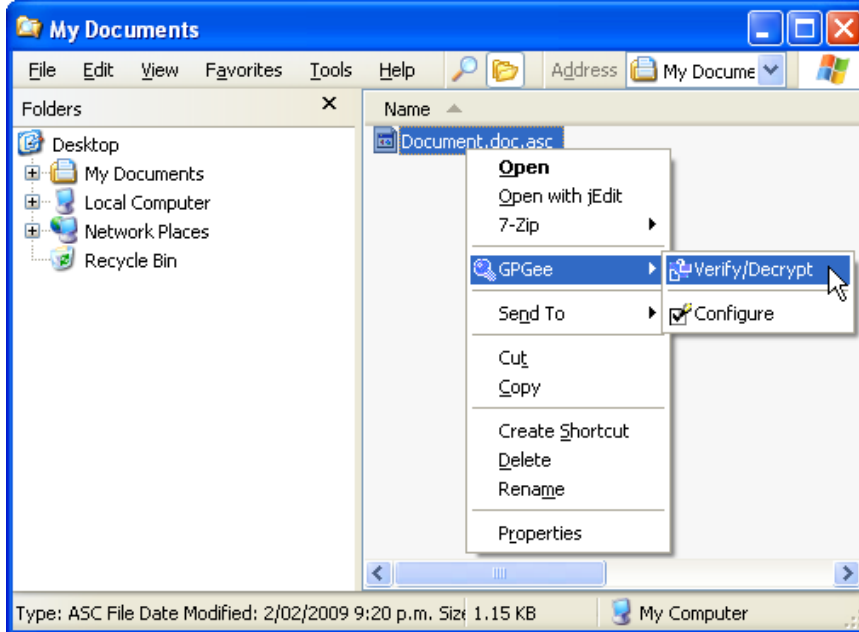 My Documents
File Edit View Favorites Tools Help Address My Docume
Folders
Name
Desktop
My Documents
Local Computer
Network Places
Recycle Bin
Document.doc.asc
Open
Open with jEdit
7-Zip
GPGee
Send To
Cut
Copy
Create Shortcut
Delete
Rename
Properties
Verify/Decrypt
Configure
Type: ASC File Date Modified: 2/02/2009 9:20 p.m. Size 1.15 KB My Computer